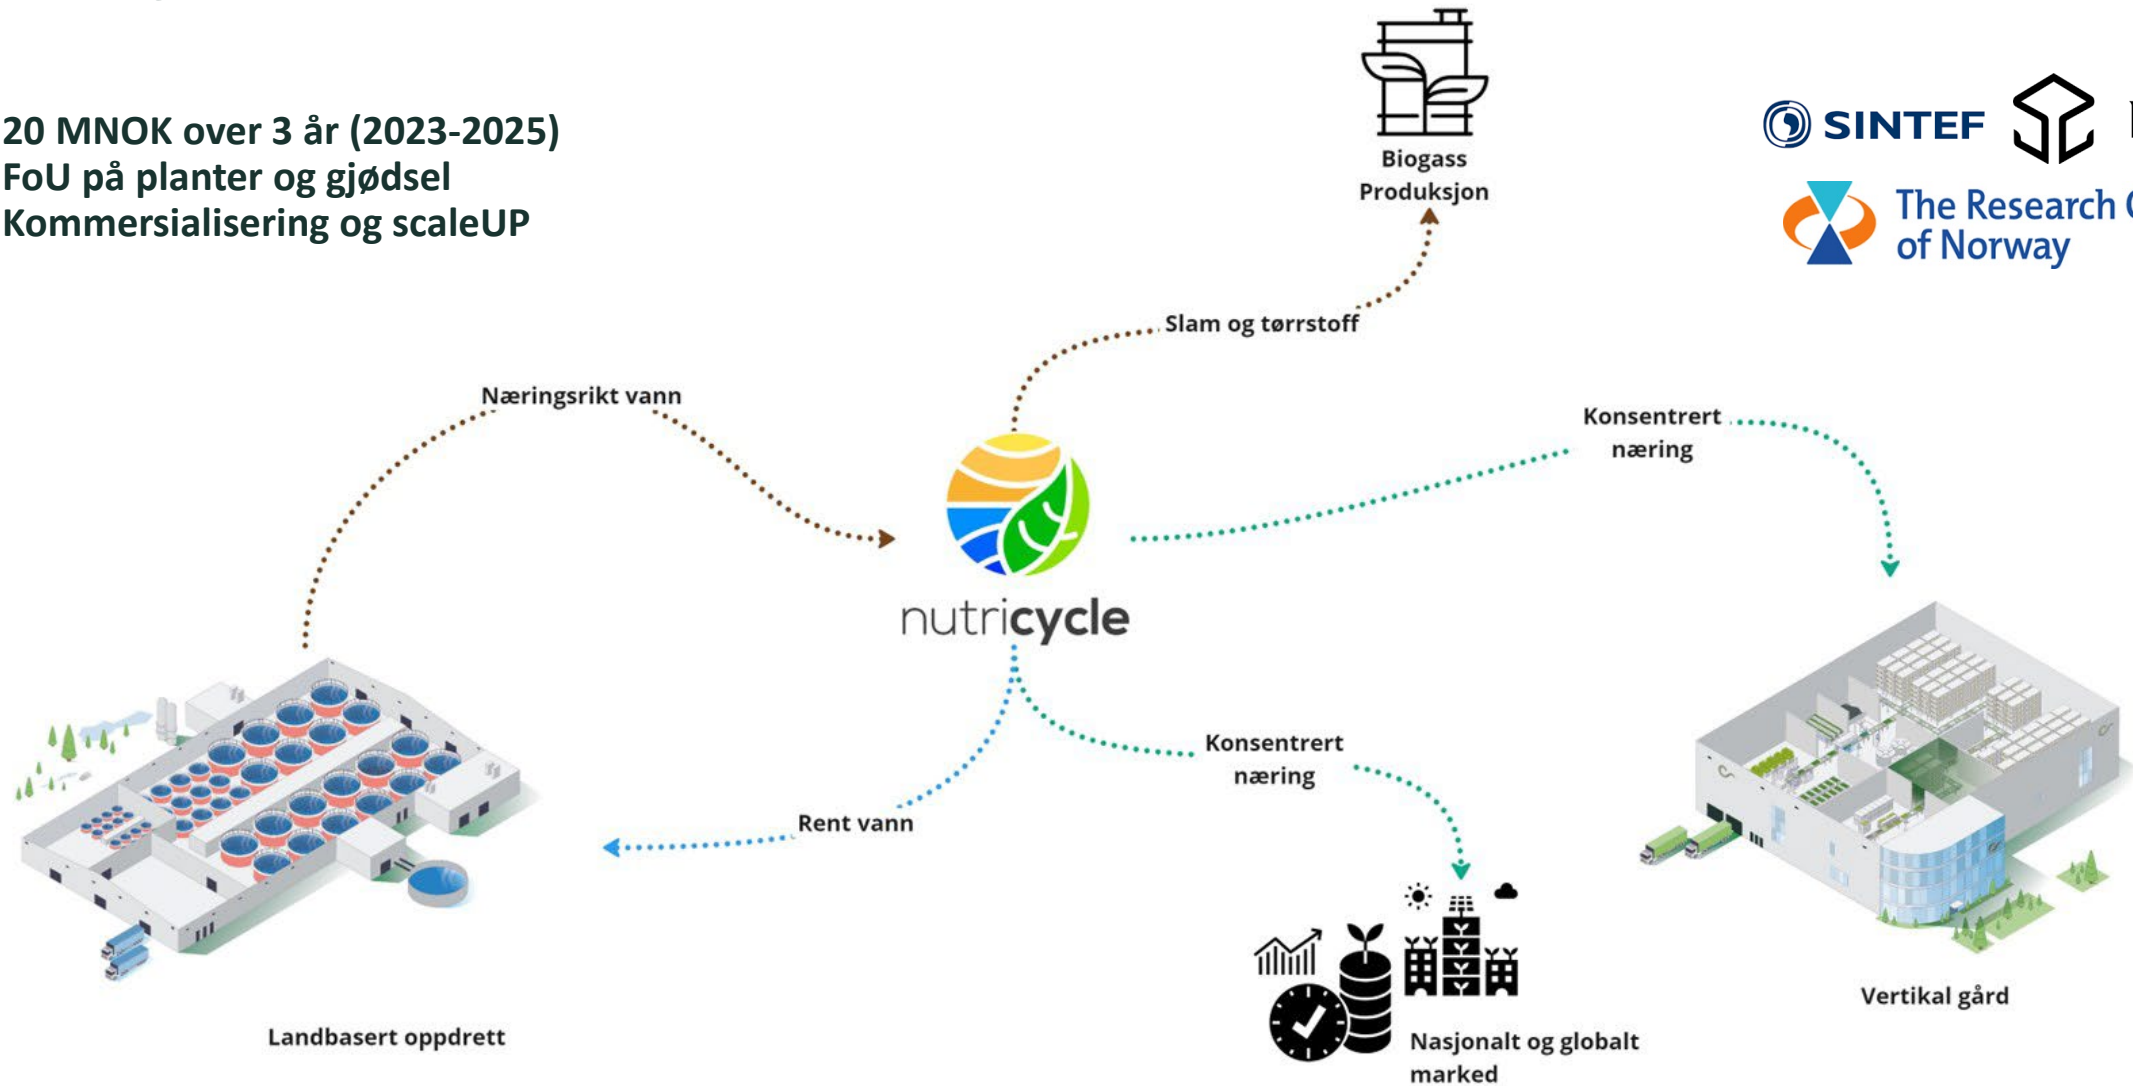 20 MNOK over 3 år (2023-2025)
FoU på planter og gjødsel
Kommersialisering og scaleUP
Biogass
Produksjon
SINTEF
The Research
of Norway
Slam og tørrstoff
Næringsrikt vann
Konsentrert
næring
nutricycle
Konsentrert
næring
Rent vann
Landbasert oppdrett
Vertikal gård
Nasjonalt og globalt
marked